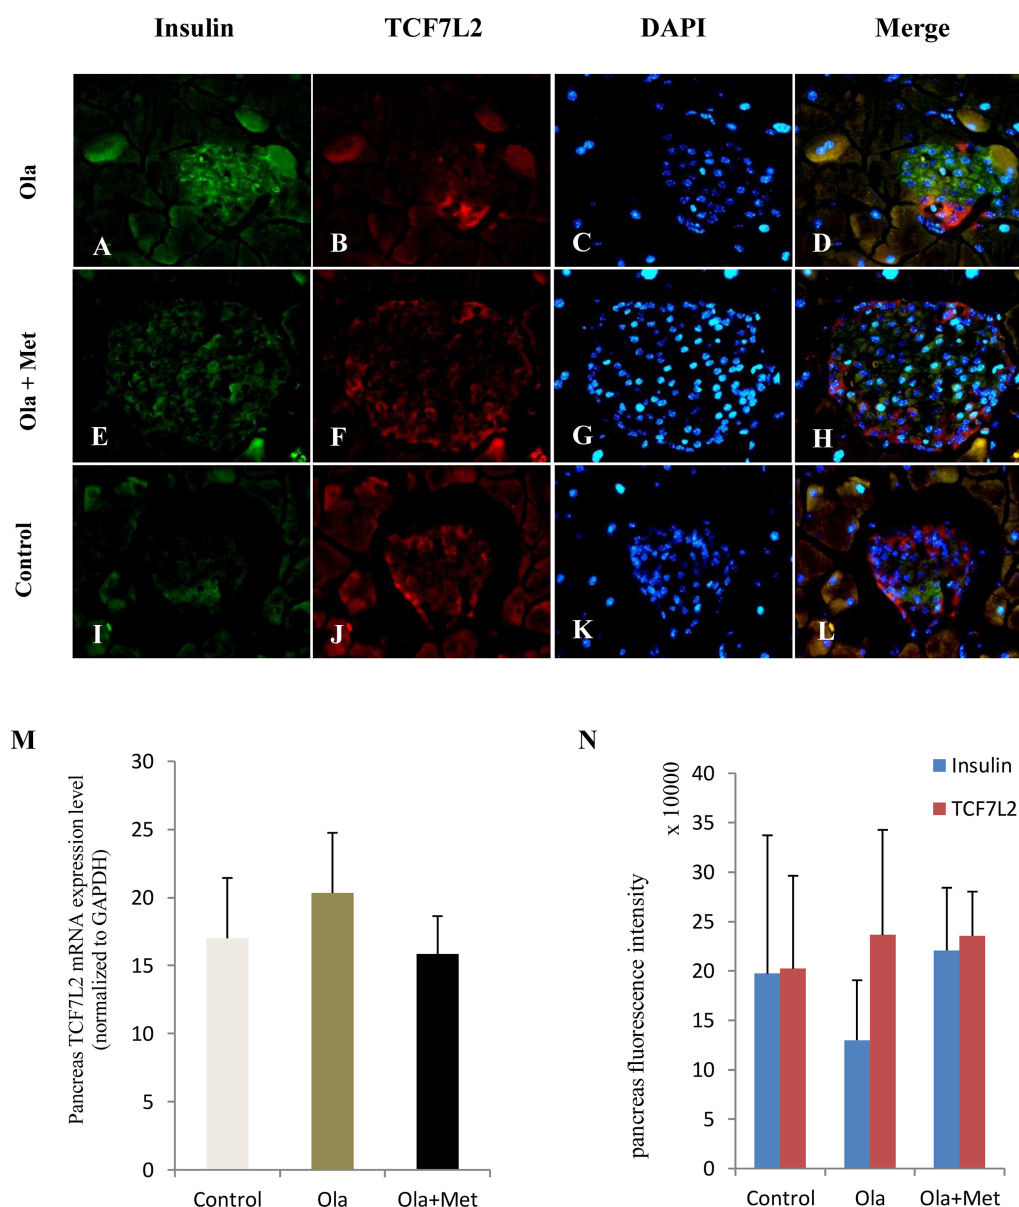 Insulin TCF7L2 DAPI Merge
Ola
A B C D
Ola + Met
E F G H
Control
I J K L
M
Pancreas TCF7L2 mRNA expression level
(normalized to GAPDH)
30
25
20
15
10
5
0
Control Ola Ola+Met
N
x 10000
pancreas fluorescence intensity
Insulin
TCF7L2
40
35
30
25
20
15
10
5
0
Control Ola Ola+Met